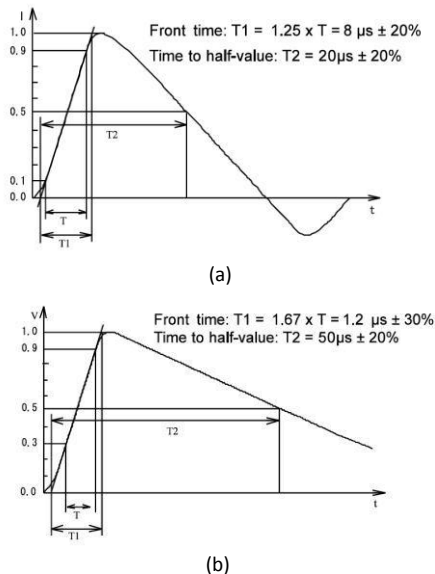 I
Front time: T1 = 1.25 x T = 8 µs ± 20%
Time to half-value: T2 = 20µs ± 20%
1.0
0.9
0.5
T2
0.1
0.0
t
T
T1
(a)
V
Front time: T1 = 1.67 x T = 1.2 µs ± 30%
Time to half-value: T2 = 50µs ± 20%
1.0
0.9
0.5
T2
0.3
T
0.0
t
T1
(b)